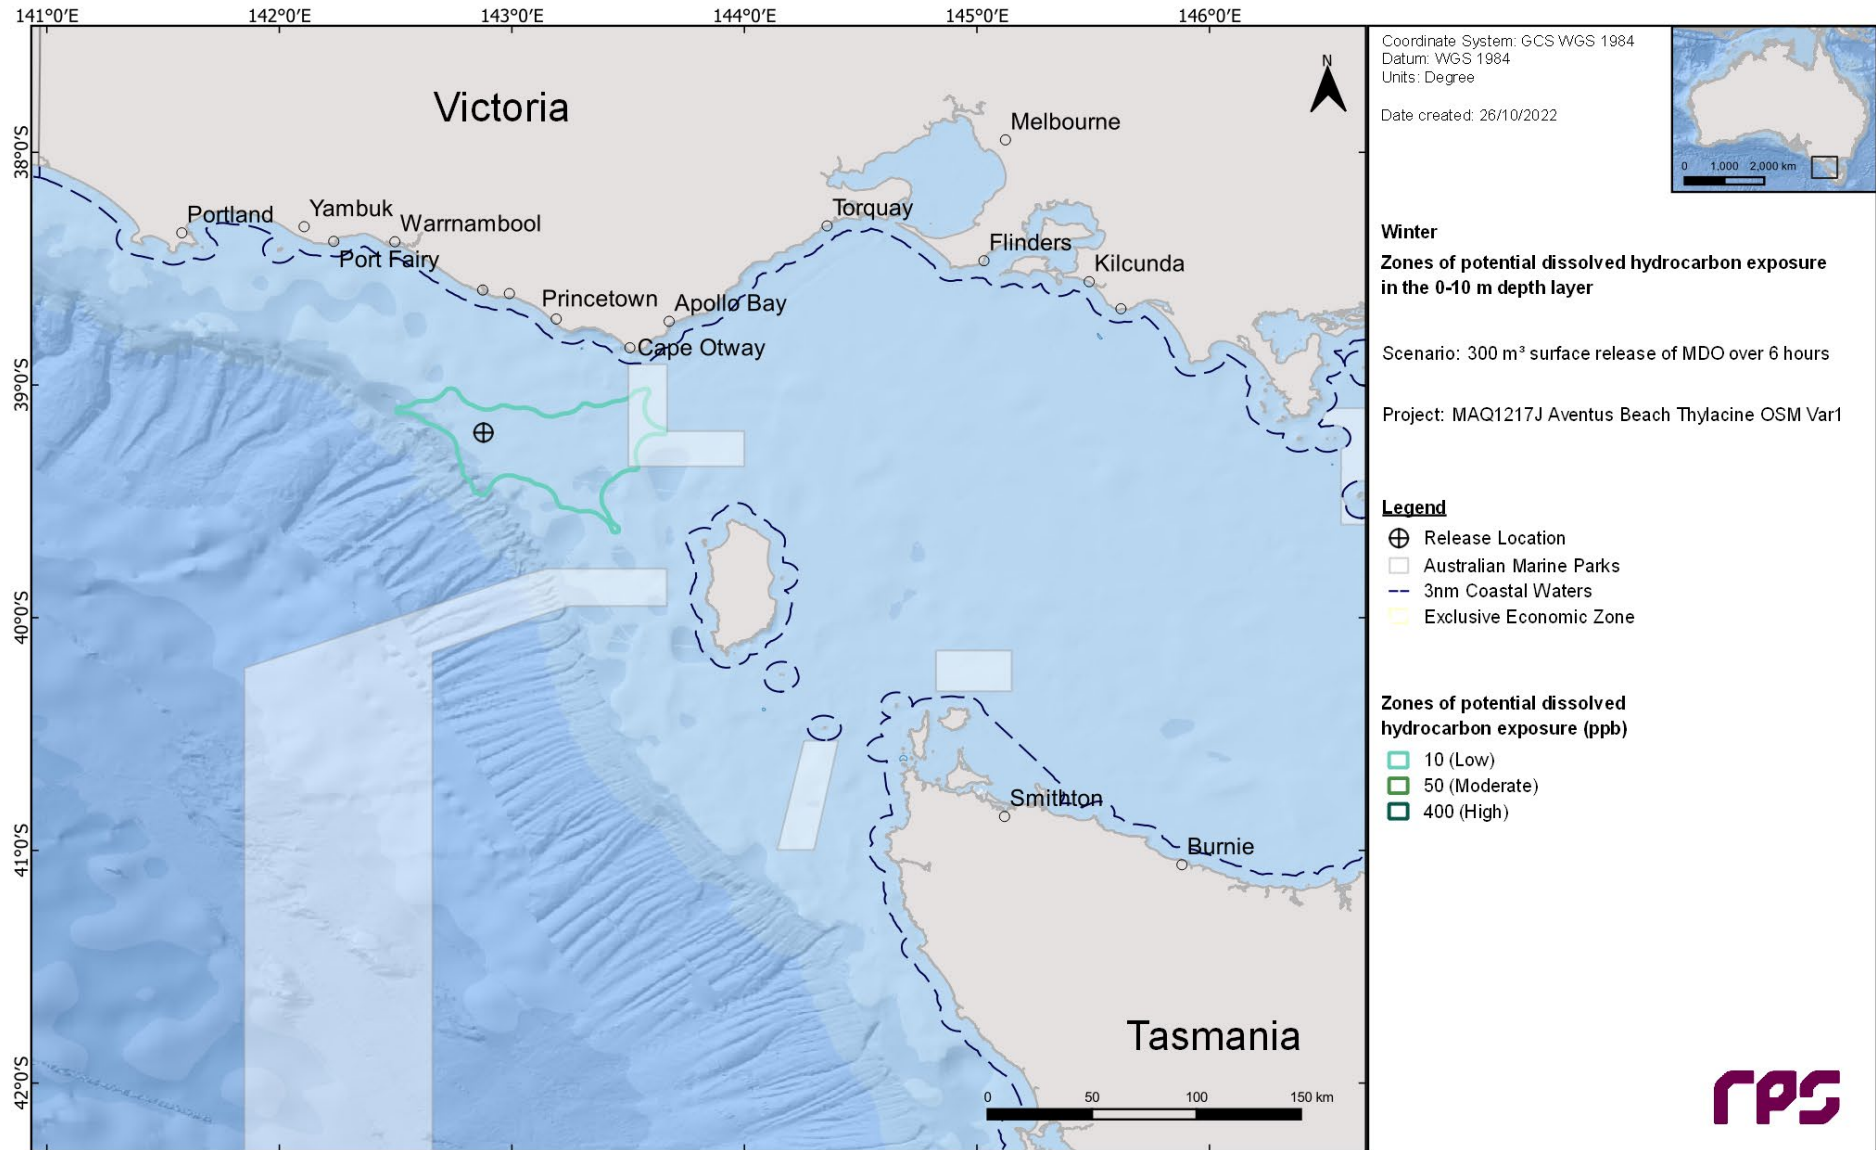 141°0'E 142°0'E 143°0'E 144°0'E 145°0'E 146°0'E
38°0'S
39°0'S
40°0'S
41°0'S
42°0'S
Victoria
N
Melbourne
Portland
Yambuk
Warrnambool
Port Fairy
Torquay
Flinders
Kilcunda
Princetown
Apollo Bay
Cape Otway
Smithton
Burnie
Tasmania
0 50 100 150 km
Coordinate System: GCS WGS 1984
Datum: WGS 1984
Units: Degree
Date created: 26/10/2022
0 1,000 2,000 km
Winter
Zones of potential dissolved hydrocarbon exposure
in the 0-10 m depth layer
Scenario: 300 m³ surface release of MDO over 6 hours
Project: MAQ1217J Aventus Beach Thylacine OSM Var1
Legend
Release Location
Australian Marine Parks
3nm Coastal Waters
Exclusive Economic Zone
Zones of potential dissolved
hydrocarbon exposure (ppb)
10 (Low)
50 (Moderate)
400 (High)
rps